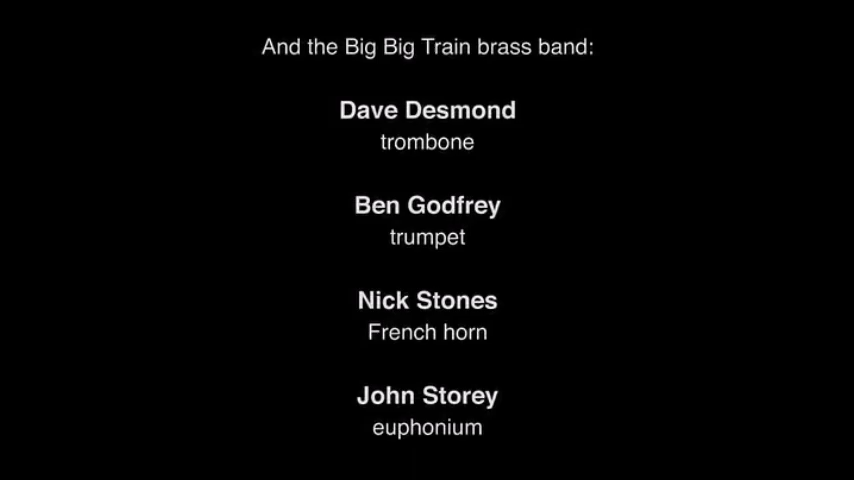 And the Big Big Train brass band:
Dave Desmond
trombone
Ben Godfrey
trumpet
Nick Stones
French horn
John Storey
euphonium